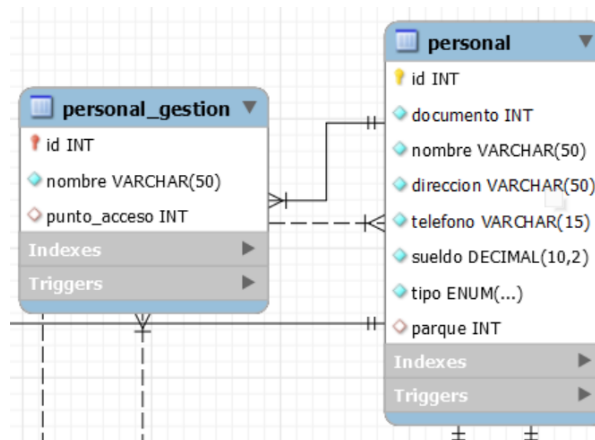 personal_gestion
id INT
nombre VARCHAR(50)
punto_acceso INT
Indexes
Triggers
personal
id INT
documento INT
nombre VARCHAR(50)
direccion VARCHAR(50)
telefono VARCHAR(15)
sueldo DECIMAL(10,2)
tipo ENUM(...)
parque INT
Indexes
Triggers